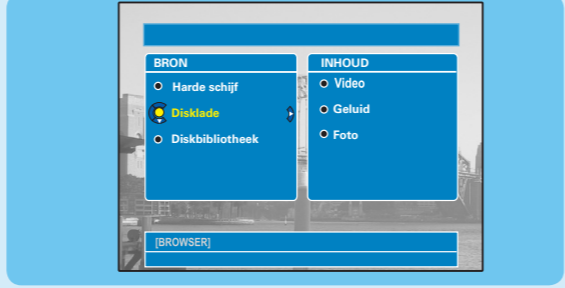 BRON
Harde schijf
Disklade
Diskbibliotheek
INHOUD
Video
Geluid
Foto
[BROWSER]